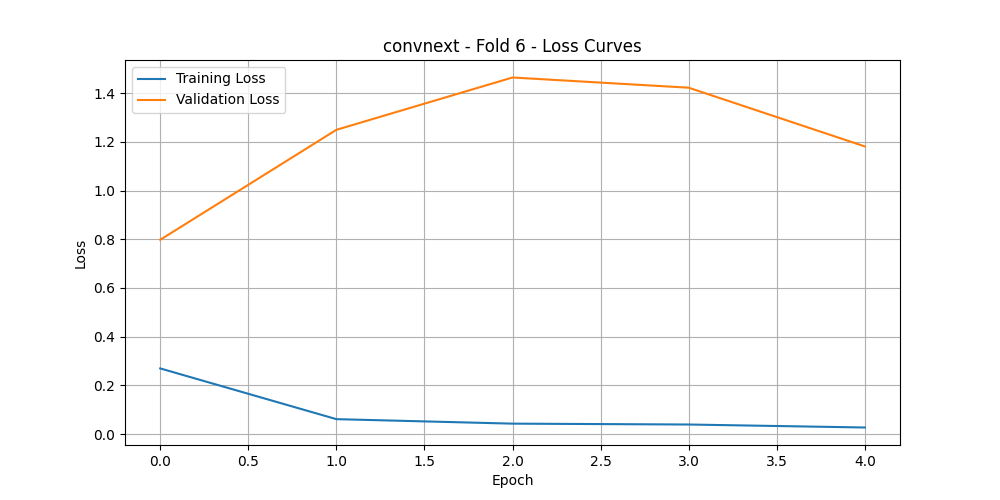 convnext - Fold 6 - Loss Curves
Training Loss
Validation Loss
1.4
1.2
1.0
0.8
0.6
0.4
0.2
0.0
Loss
0.0 0.5 1.0 1.5 2.0 2.5 3.0 3.5 4.0
Epoch